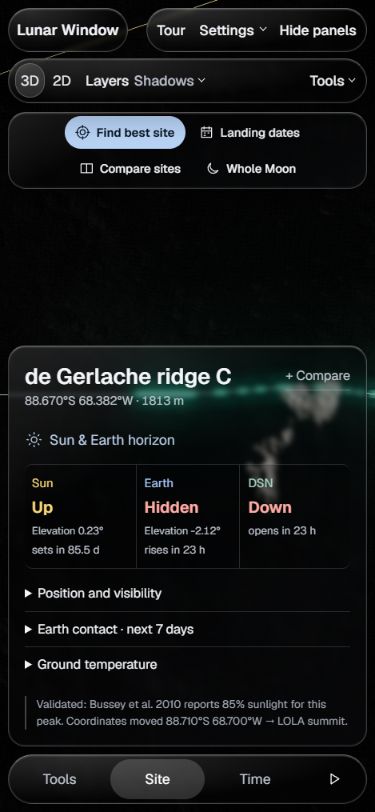 Lunar Window
Tour Settings Hide panels
3D 2D Layers Shadows Tools
Find best site Landing dates
Compare sites Whole Moon
de Gerlache ridge C + Compare
88.670°S 68.382°W · 1813 m
Sun & Earth horizon
Sun Earth DSN
Up Hidden Down
Elevation 0.23° Elevation -2.12° opens in 23 h
sets in 85.5 d rises in 23 h
Position and visibility
Earth contact · next 7 days
Ground temperature
Validated: Bussey et al. 2010 reports 85% sunlight for this
peak. Coordinates moved 88.710°S 68.700°W → LOLA summit.
Tools Site Time